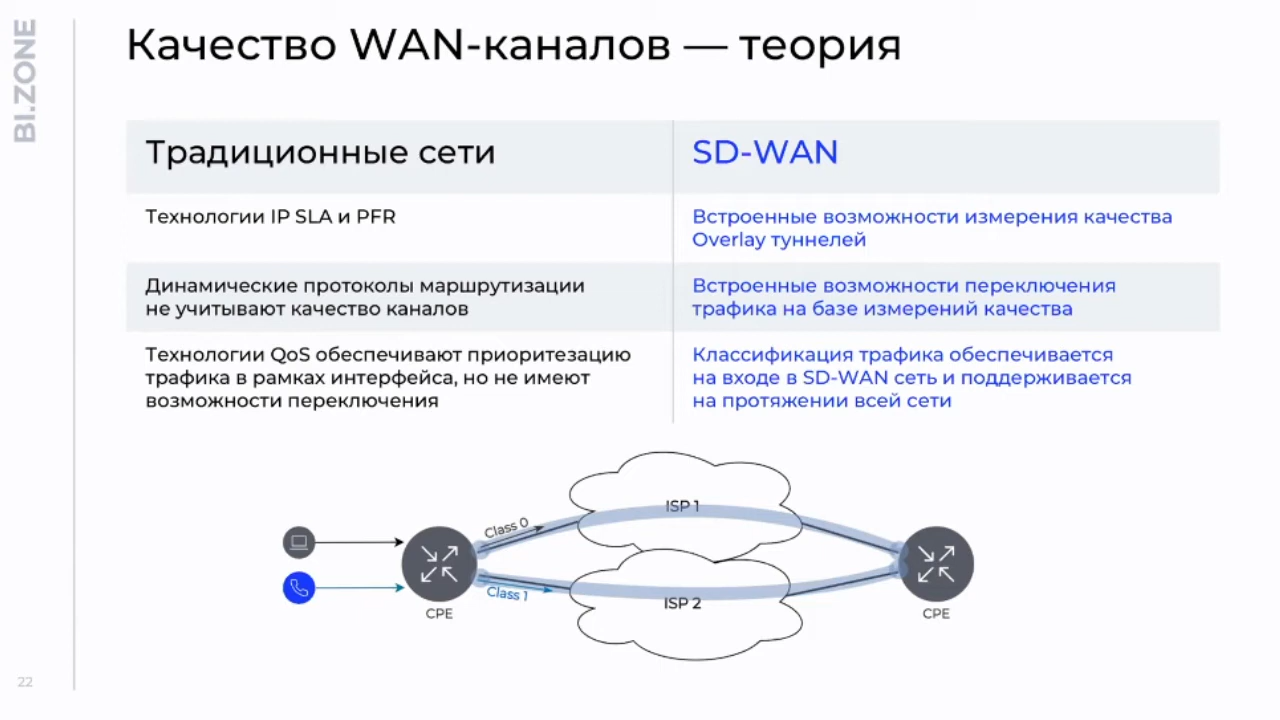 BI.ZONE
Качество WAN-каналов — теория
Традиционные сети
SD-WAN
Технологии IP SLA и PFR
Встроенные возможности измерения качества
Overlay туннелей
Динамические протоколы маршрутизации
не учитывают качество каналов
Встроенные возможности переключения
трафика на базе измерений качества
Технологии QoS обеспечивают приоритезацию
трафика в рамках интерфейса, но не имеют
возможности переключения
Классификация трафика обеспечивается
на входе в SD-WAN сеть и поддерживается
на протяжении всей сети
ISP 1
Class 0
Class 1
ISP 2
CPE
CPE
22